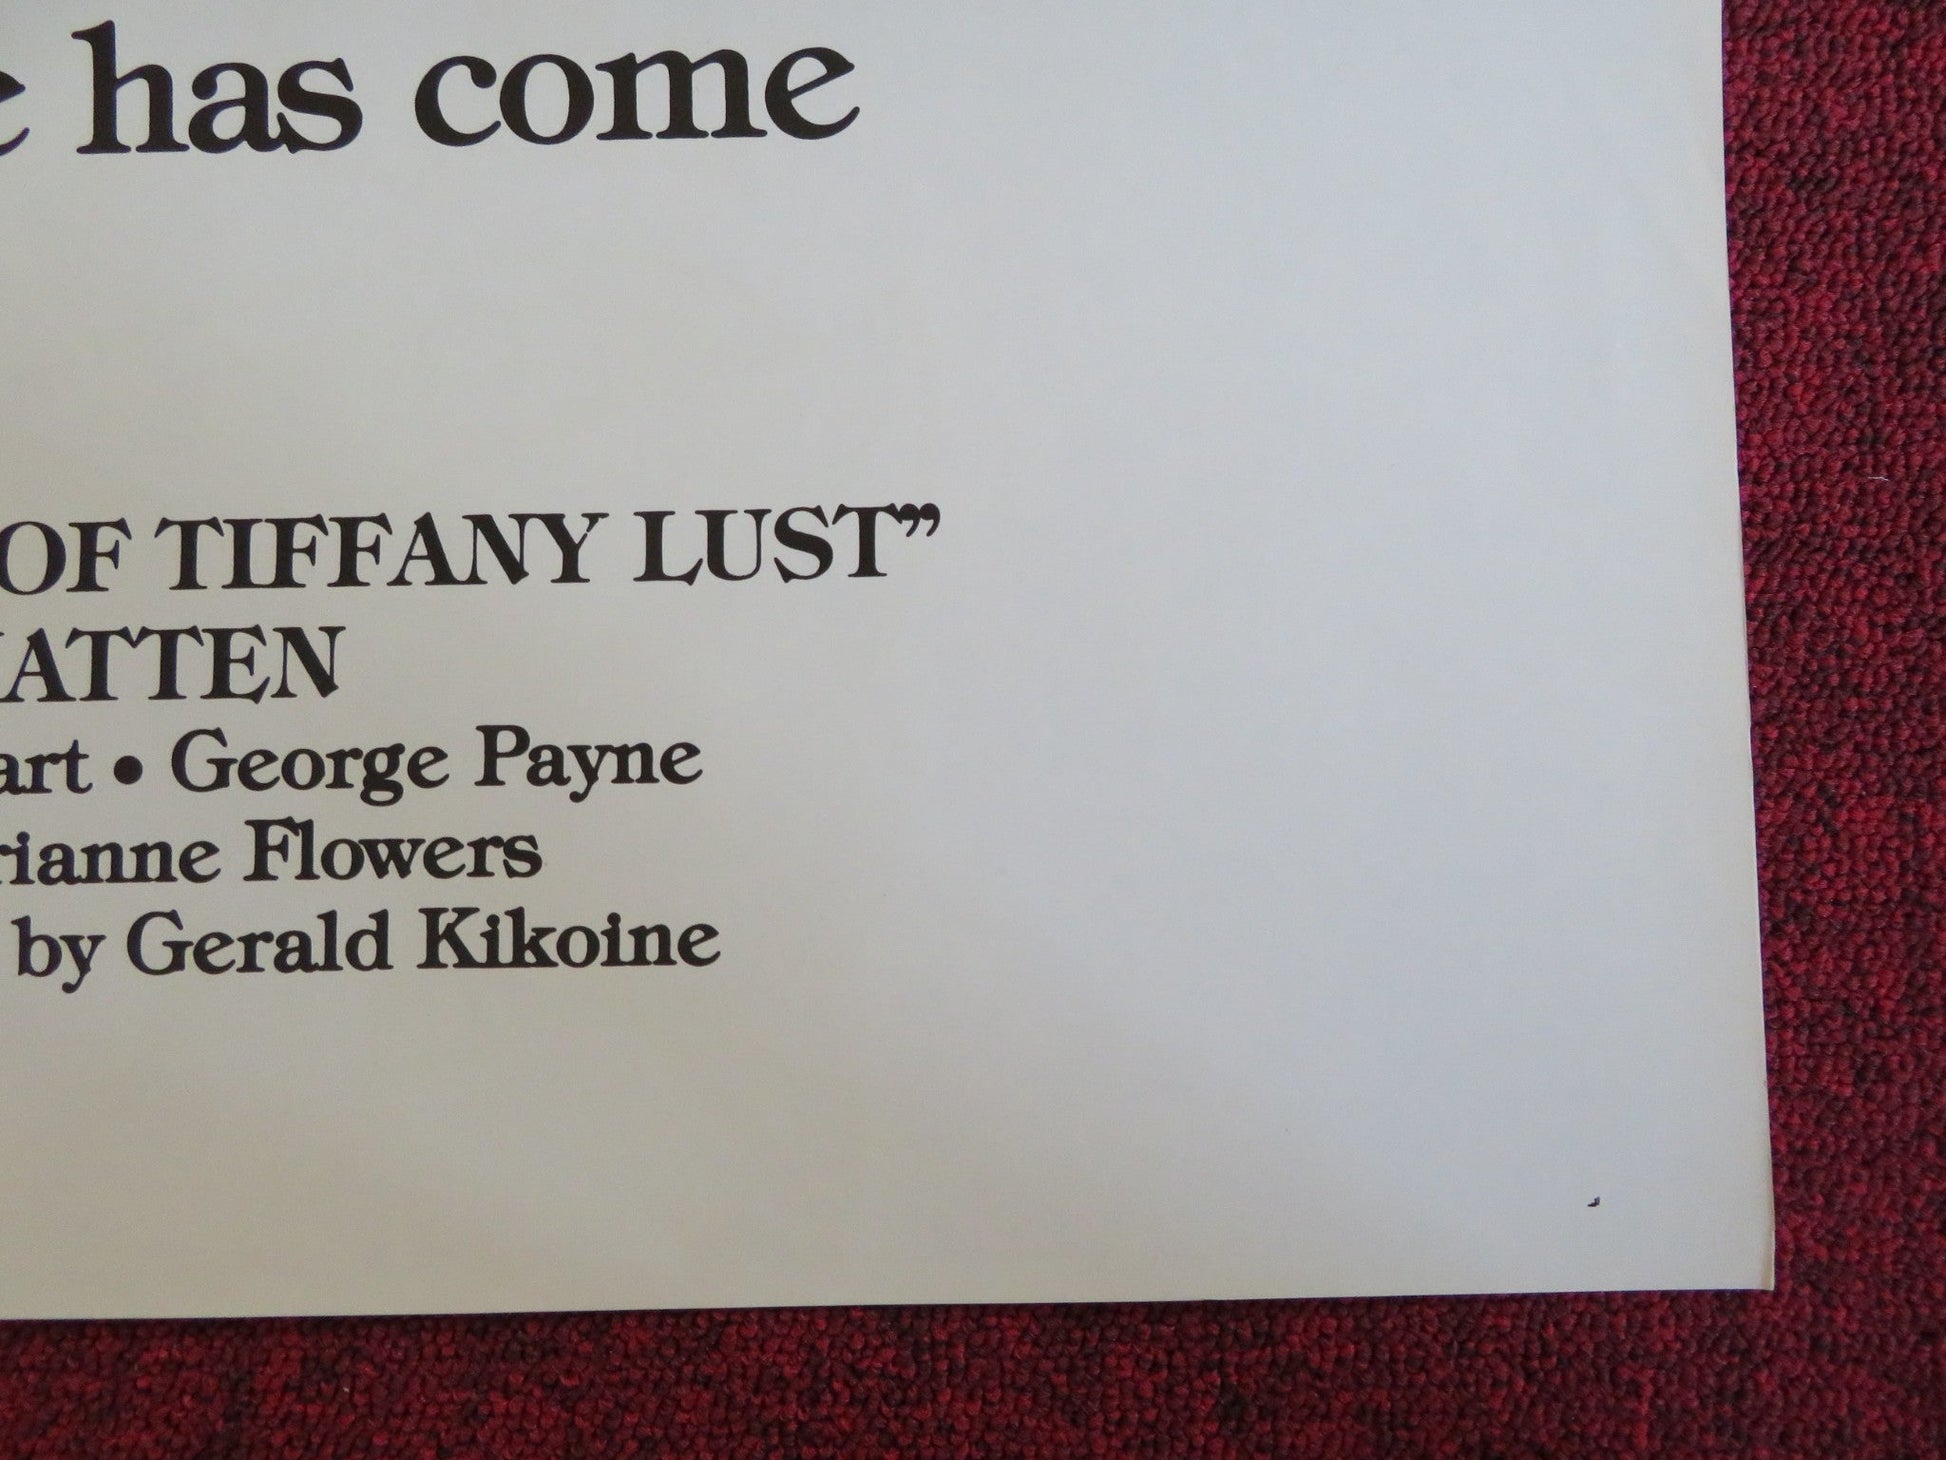 has come
OF TIFFANY LUST”
ATTEN
art • George Payne
rianne Flowers
by Gerald Kikoine